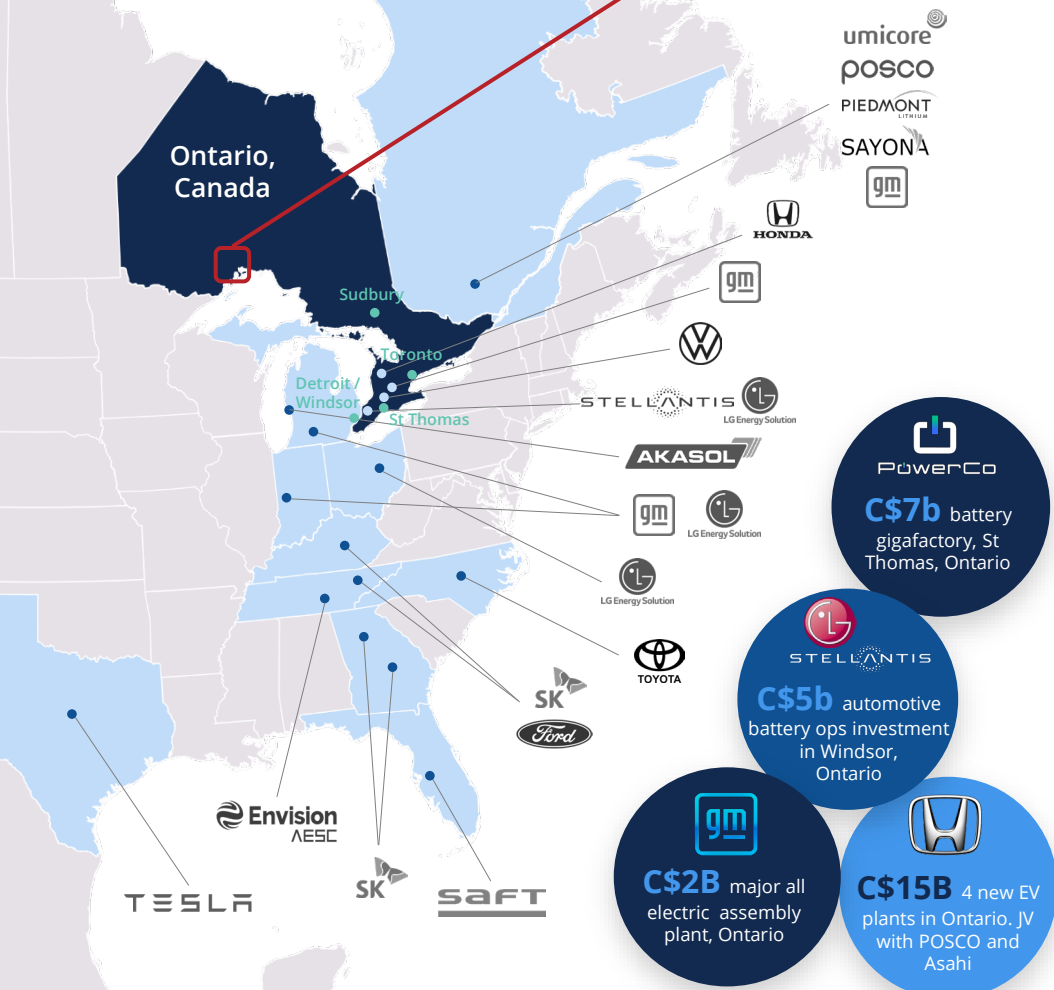 umicore
posco
PIEDMONT
LITHIUM
SAYONA
gm
Ontario,
Canada
HONDA
gm
Sudbury
Toronto
Detroit /
Windsor
St Thomas
STELLANTIS
LG Energy Solution
AKASOL
gm
LG Energy Solution
LG Energy Solution
TOYOTA
SK
Ford
Envision
AESC
SK
TESLA
saft
PowerCo
C$7b battery
gigafactory, St
Thomas, Ontario
LG
STELLANTIS
C$5b automotive
battery ops investment
in Windsor,
Ontario
gm
C$2B major all
electric assembly
plant, Ontario
C$15B 4 new EV
plants in Ontario. JV
with POSCO and
Asahi